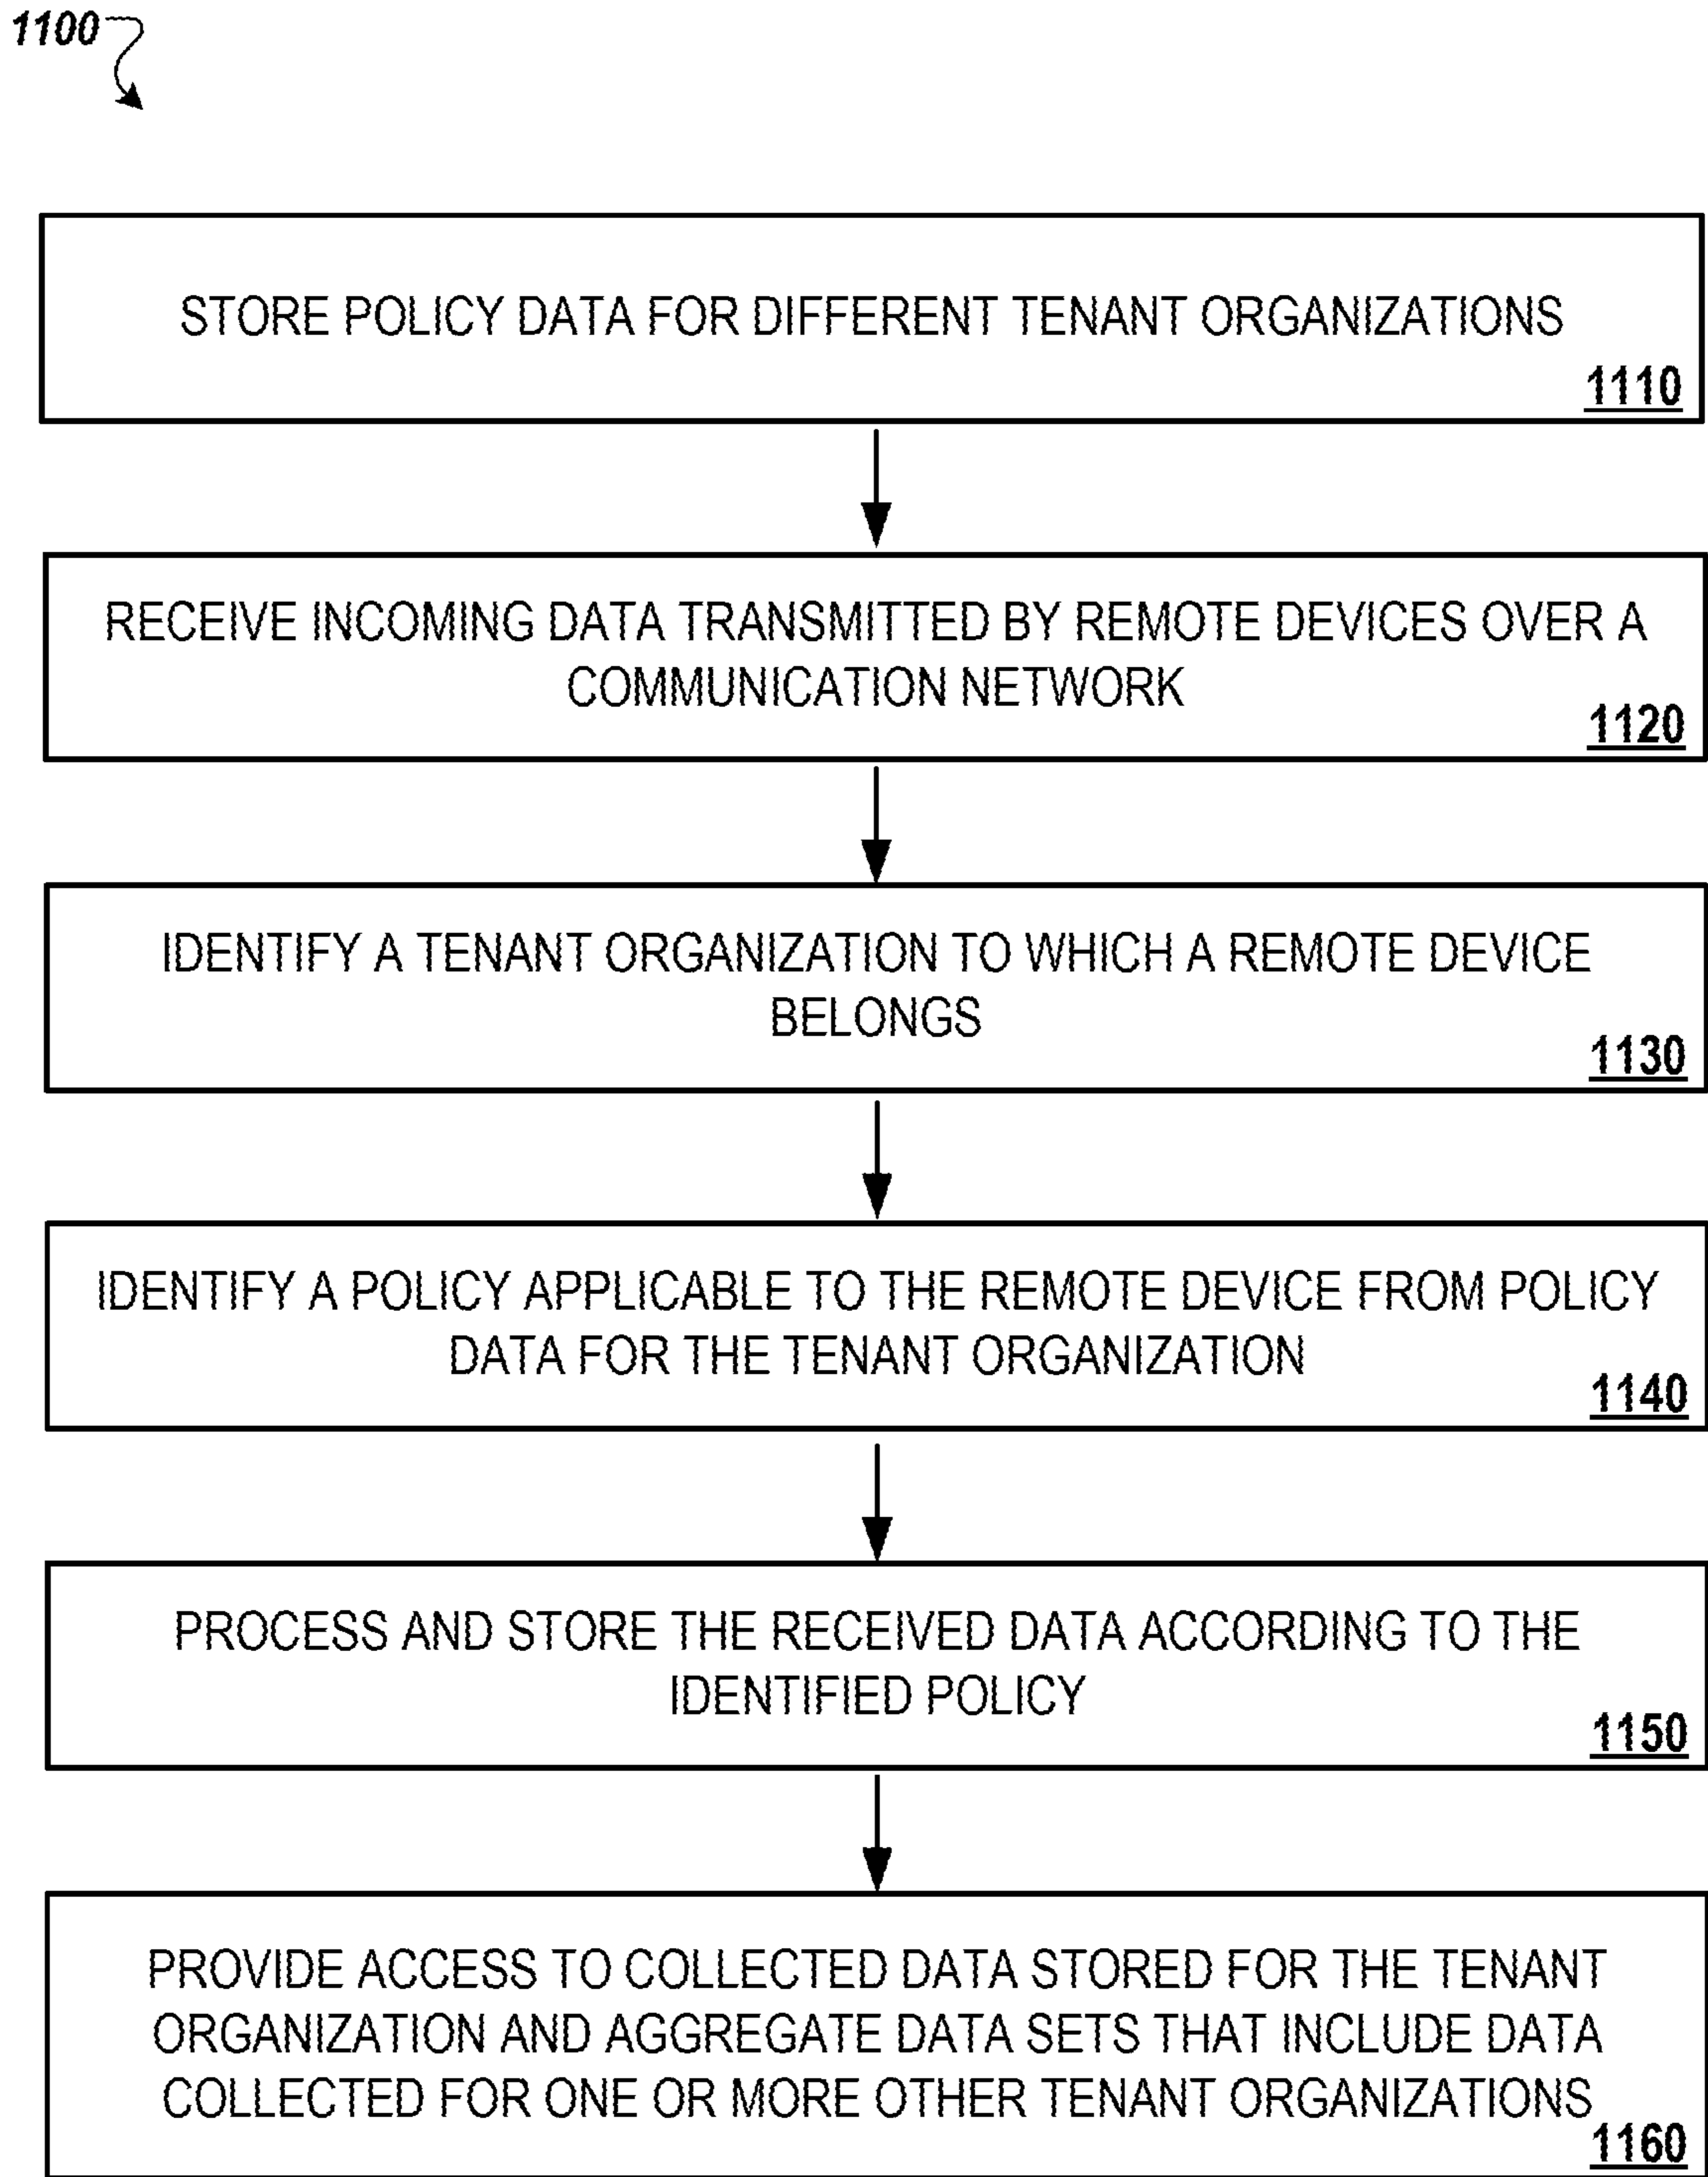 1100
STORE POLICY DATA FOR DIFFERENT TENANT ORGANIZATIONS
1110
RECEIVE INCOMING DATA TRANSMITTED BY REMOTE DEVICES OVER A
COMMUNICATION NETWORK
1120
IDENTIFY A TENANT ORGANIZATION TO WHICH A REMOTE DEVICE
BELONGS
1130
IDENTIFY A POLICY APPLICABLE TO THE REMOTE DEVICE FROM POLICY
DATA FOR THE TENANT ORGANIZATION
1140
PROCESS AND STORE THE RECEIVED DATA ACCORDING TO THE
IDENTIFIED POLICY
1150
PROVIDE ACCESS TO COLLECTED DATA STORED FOR THE TENANT
ORGANIZATION AND AGGREGATE DATA SETS THAT INCLUDE DATA
COLLECTED FOR ONE OR MORE OTHER TENANT ORGANIZATIONS
1160